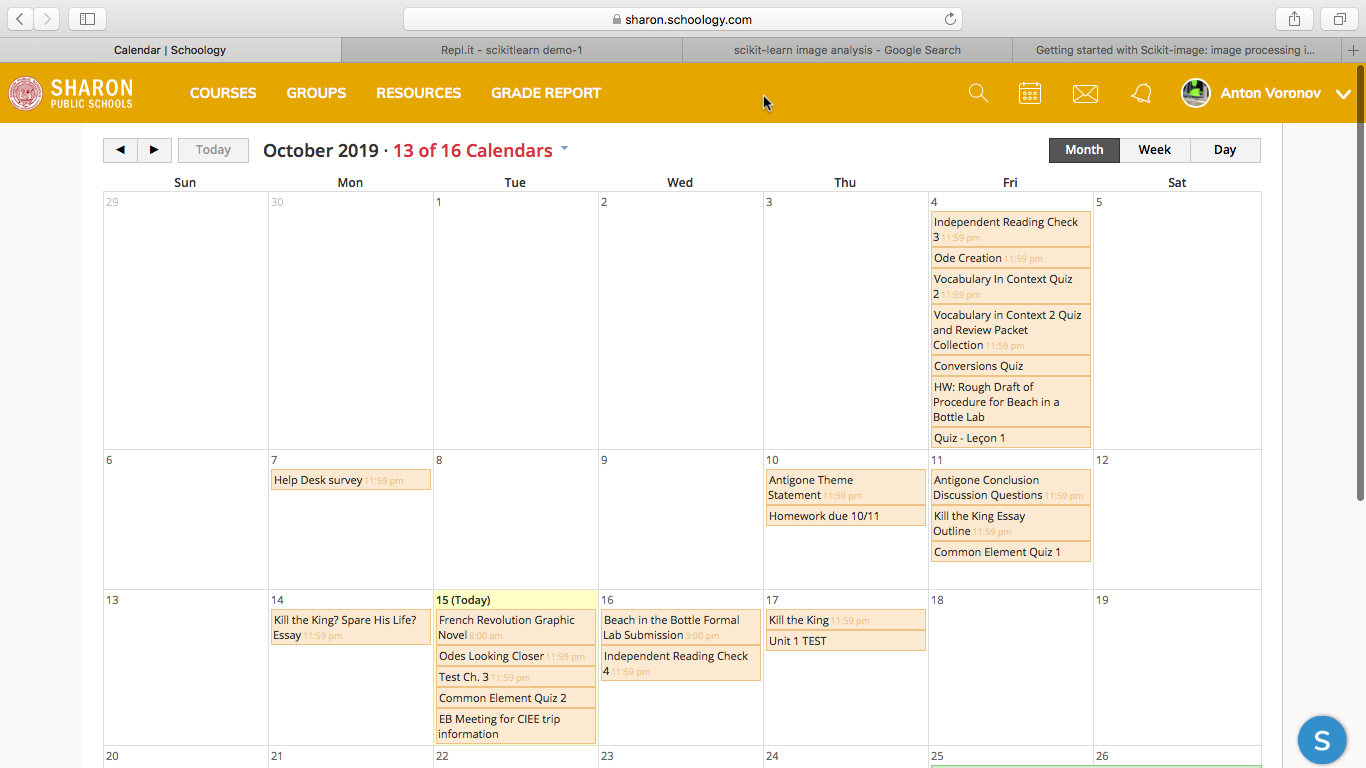 sharon.schoology.com
Calendar | Schoology
Repl.it - scikitlearn demo-1
scikit-learn image analysis - Google Search
Getting started with Scikit-image: image processing i...
SHARON
PUBLIC SCHOOLS
COURSES
GROUPS
RESOURCES
GRADE REPORT
Anton Voronov
Today
October 2019 · 13 of 16 Calendars
Month
Week
Day
Sun
Mon
Tue
Wed
Thu
Fri
Sat
29
30
1
2
3
4
Independent Reading Check
3 11:59 pm
Ode Creation 11:59 pm
Vocabulary In Context Quiz
2 11:59 pm
Vocabulary in Context 2 Quiz
and Review Packet
Collection 11:59 pm
Conversions Quiz
HW: Rough Draft of
Procedure for Beach in a
Bottle Lab
Quiz - Leçon 1
5
6
7
Help Desk survey 11:59 pm
8
9
10
Antigone Theme
Statement 11:59 pm
Homework due 10/11
11
Antigone Conclusion
Discussion Questions 11:59 pm
Kill the King Essay
Outline 11:59 pm
Common Element Quiz 1
12
13
14
Kill the King? Spare His Life?
Essay 11:59 pm
15 (Today)
French Revolution Graphic
Novel 8:00 am
Odes Looking Closer 11:59 pm
Test Ch. 3 11:59 pm
Common Element Quiz 2
EB Meeting for CIEE trip
information
16
Beach in the Bottle Formal
Lab Submission 3:00 pm
Independent Reading Check
4 11:59 pm
17
Kill the King 11:59 pm
Unit 1 TEST
18
19
20
21
22
23
24
25
26
S